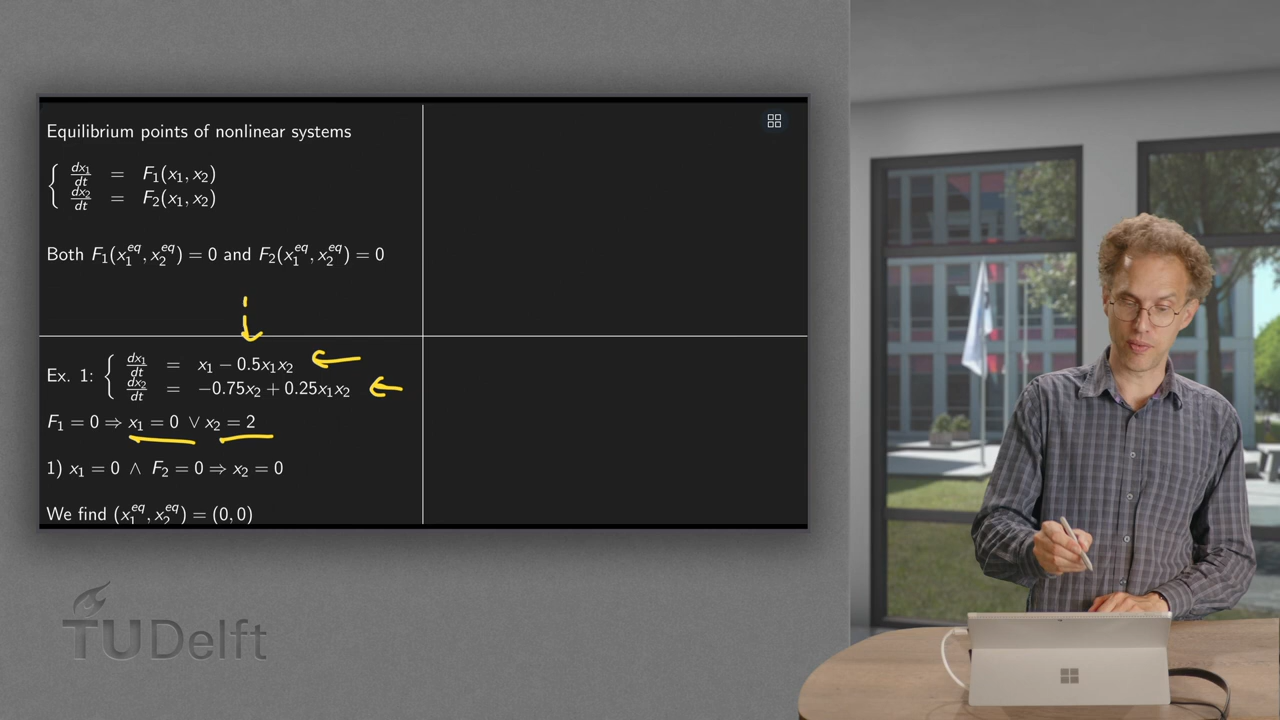 Equilibrium points of nonlinear systems
dx₁/dt = F₁(x₁, x₂)
dx₂/dt = F₂(x₁, x₂)
Both F₁(x₁^eq, x₂^eq) = 0 and F₂(x₁^eq, x₂^eq) = 0
Ex. 1: { dx₁/dt = x₁ − 0.5x₁x₂
dx₂/dt = −0.75x₂ + 0.25x₁x₂
F₁ = 0 ⇒ x₁ = 0 ∨ x₂ = 2
1) x₁ = 0 ∧ F₂ = 0 ⇒ x₂ = 0
We find (x₁^eq, x₂^eq) = (0, 0)
TUDelft